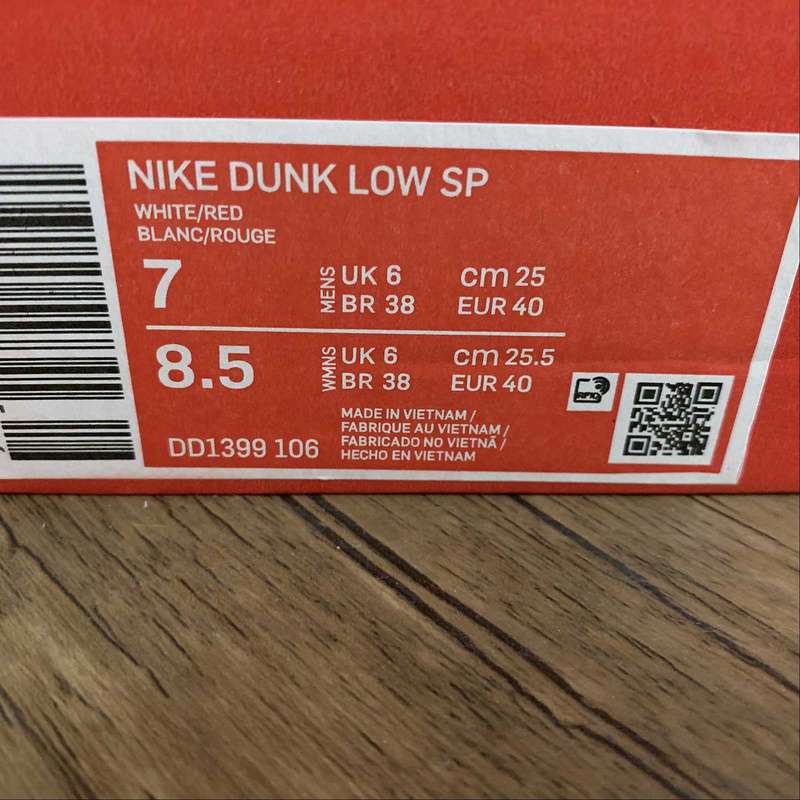 NIKE DUNK LOW SP
WHITE/RED
BLANC/ROUGE
7
MENS
UK 6 cm 25
BR 38 EUR 40
8.5
WMNS
UK 6 cm 25.5
BR 38 EUR 40
DD1399 106
MADE IN VIETNAM /
FABRIQUE AU VIETNAM /
FABRICADO NO VIETNÃ /
HECHO EN VIETNAM
RFID